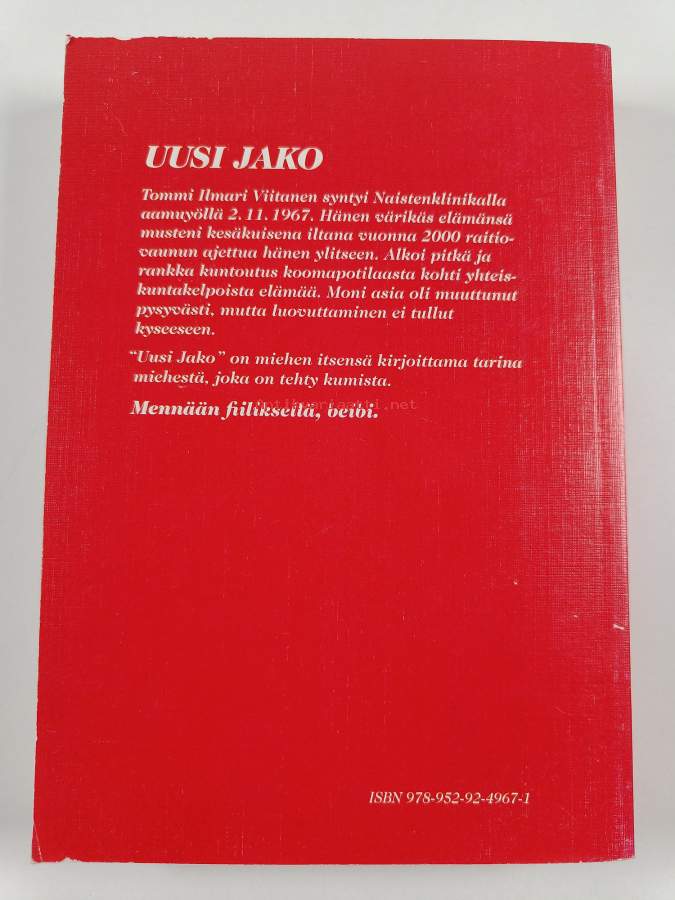 UUSI JAKO
Tommi Ilmari Viitanen syntyi Naistenklinikalla
aamuyöllä 2.11.1967. Hänen värikäs elämänsä
musteni kesäkuisena iltana vuonna 2000 raitio-
vaunun ajettua hänen ylitseen. Alkoi pitkä ja
rankka kuntoutus koomapotilaasta kohti yhteis-
kuntakelpoista elämää. Moni asia oli muuttunut
pysyvästi, mutta luovuttaminen ei tullut
kyseeseen.
"Uusi Jako" on miehen itsensä kirjoittama tarina
miehestä, joka on tehty kumista.
Mennään fiiliksellä, beibi.
Antikvariaatti.net
ISBN 978-952-92-4967-1